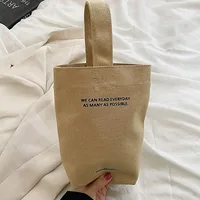 WE CAN READ EVERYDAY
AS MANY AS POSSIBLE.